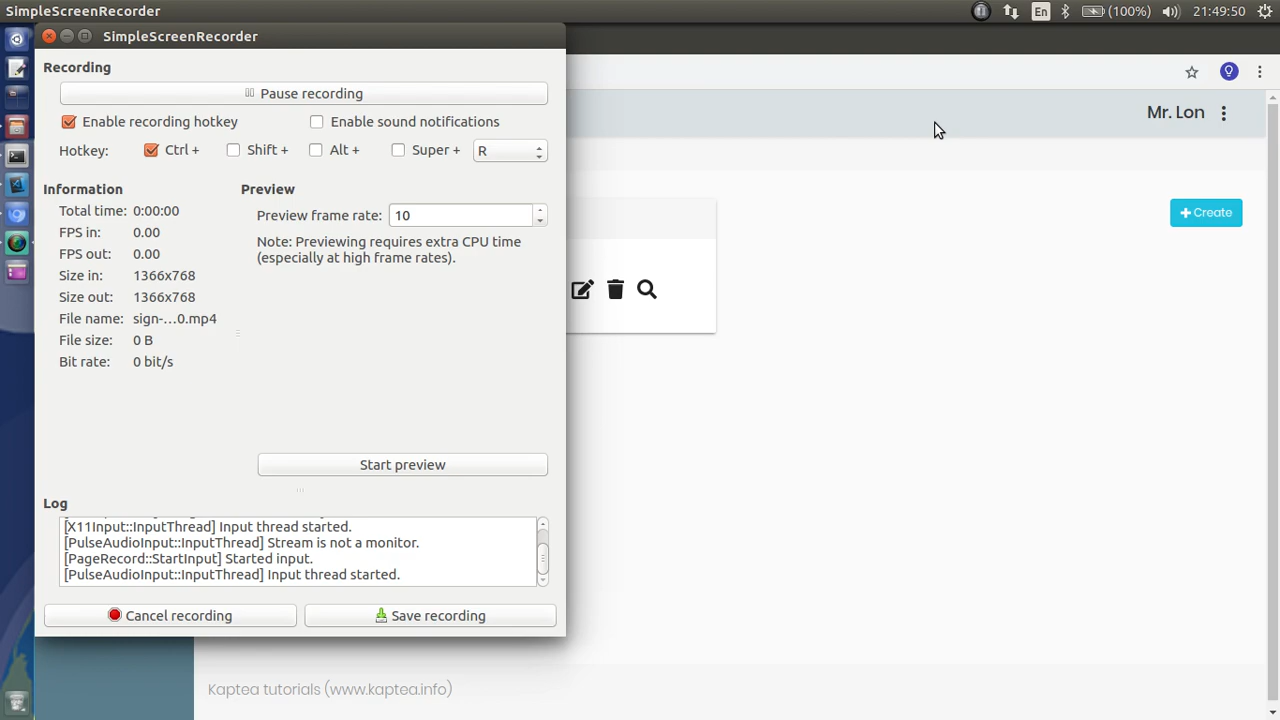 SimpleScreenRecorder
En
(100%)
21:49:50
SimpleScreenRecorder
Recording
Pause recording
Enable recording hotkey
Enable sound notifications
Hotkey: Ctrl + Shift + Alt + Super + R
Information
Total time: 0:00:00
FPS in: 0.00
FPS out: 0.00
Size in: 1366x768
Size out: 1366x768
File name: sign-...0.mp4
File size: 0 B
Bit rate: 0 bit/s
Preview
Preview frame rate: 10
Note: Previewing requires extra CPU time
(especially at high frame rates).
Start preview
Log
[X11Input::InputThread] Input thread started.
[PulseAudioInput::InputThread] Stream is not a monitor.
[PageRecord::StartInput] Started input.
[PulseAudioInput::InputThread] Input thread started.
Cancel recording
Save recording
Mr. Lon
Create
Kaptea tutorials (www.kaptea.info)